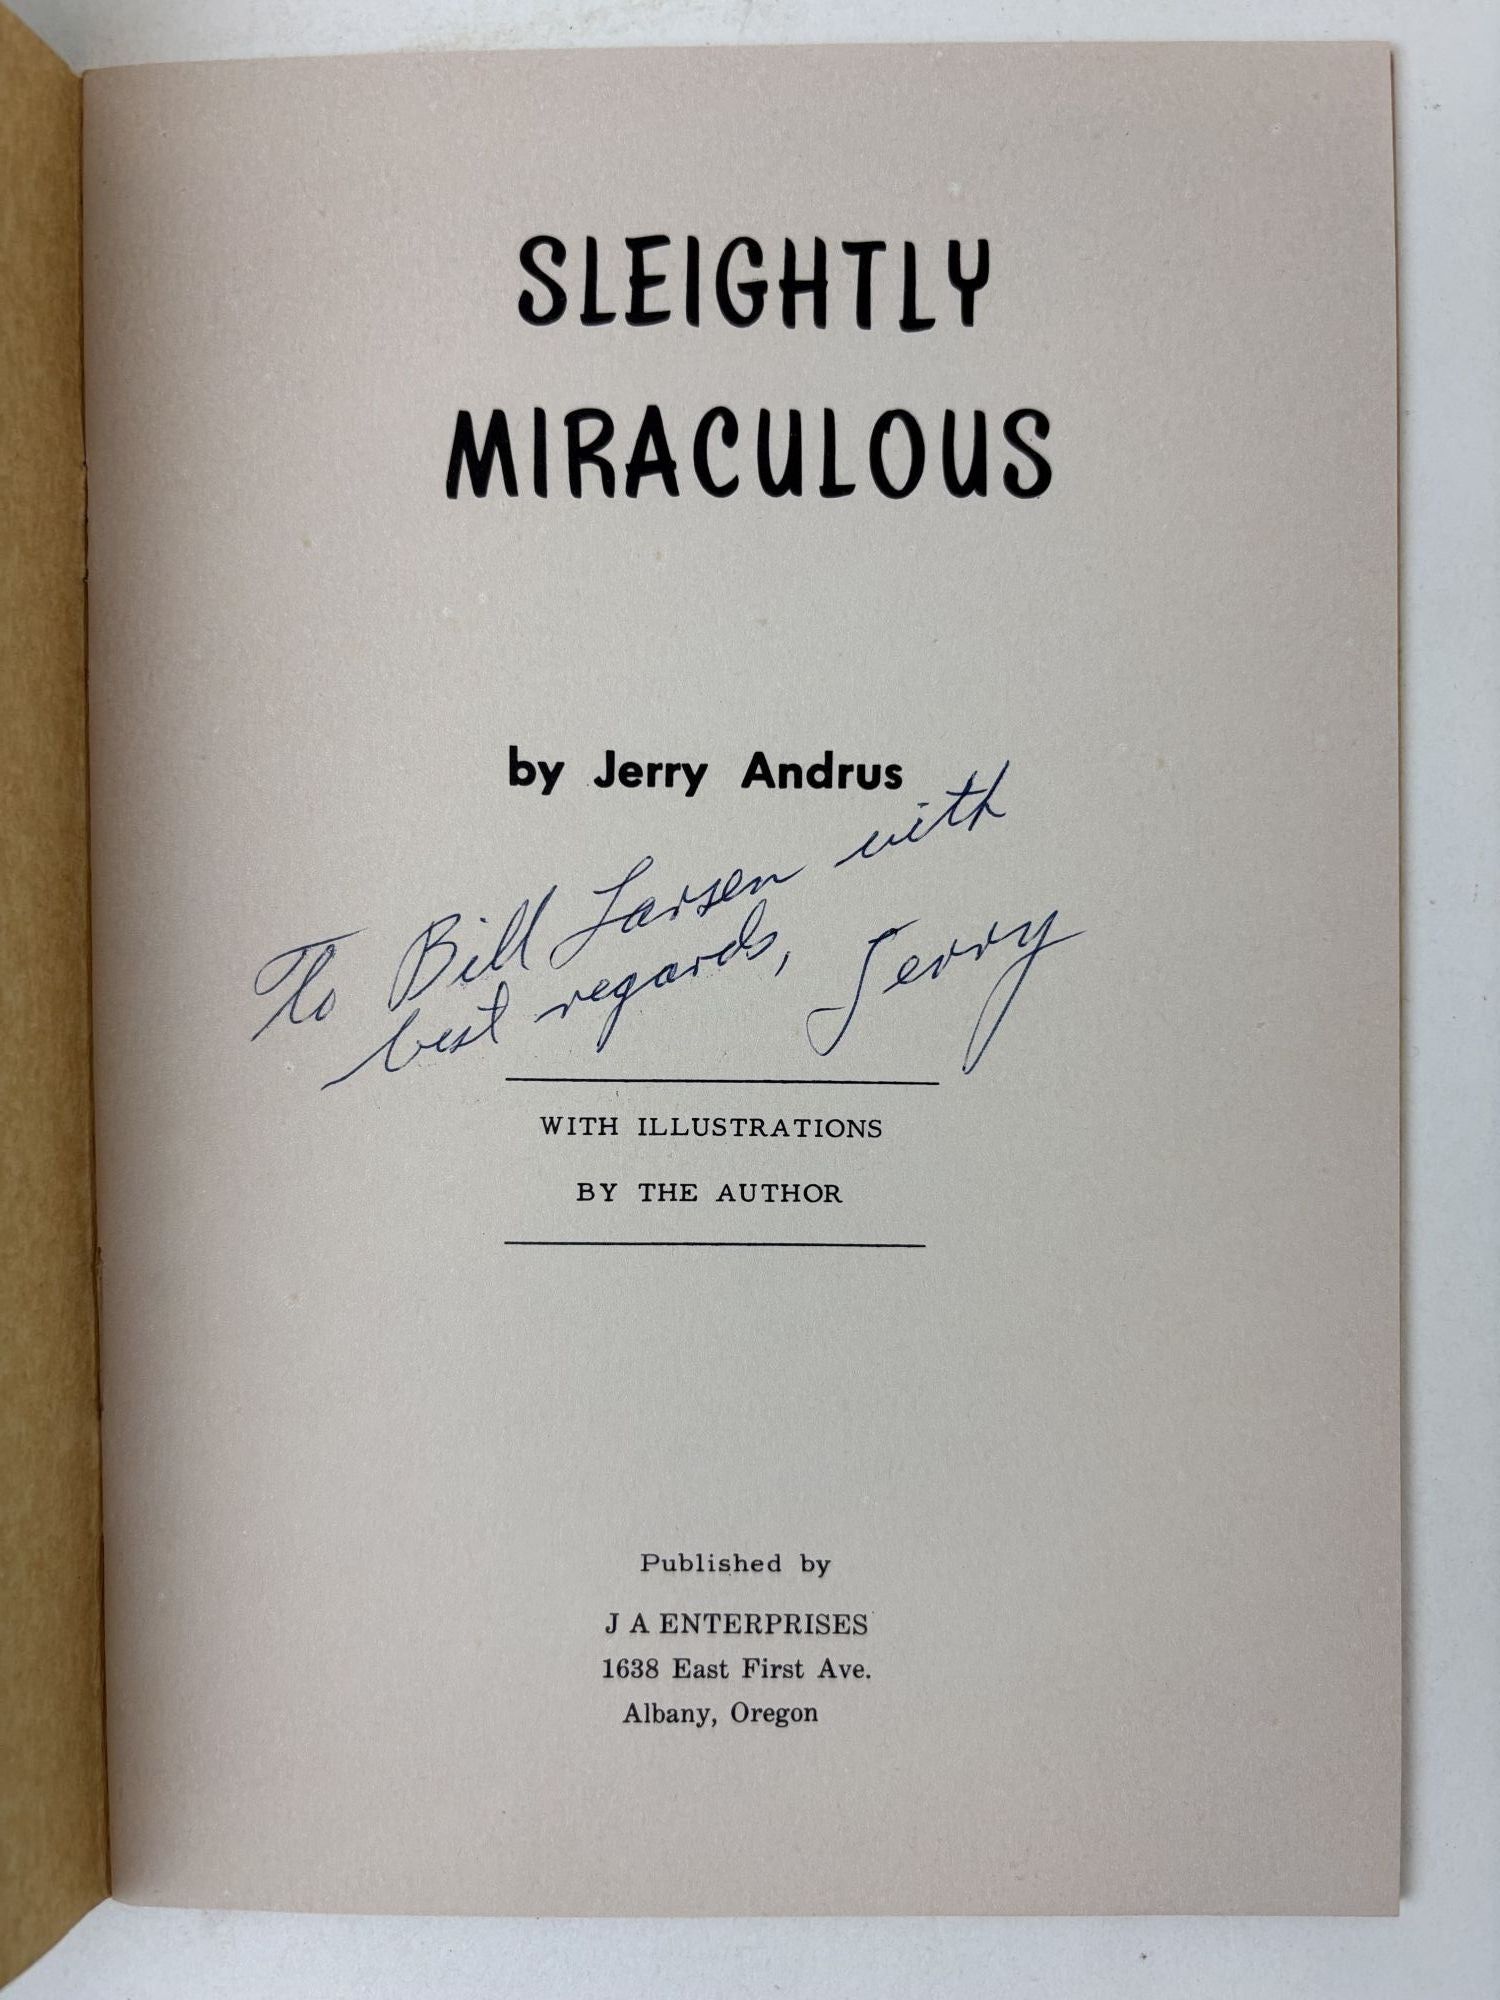 SLEIGHTLY
MIRACULOUS
by Jerry Andrus
To Bill Larsen with
best regards, Jerry
WITH ILLUSTRATIONS
BY THE AUTHOR
Published by
J A ENTERPRISES
1638 East First Ave.
Albany, Oregon